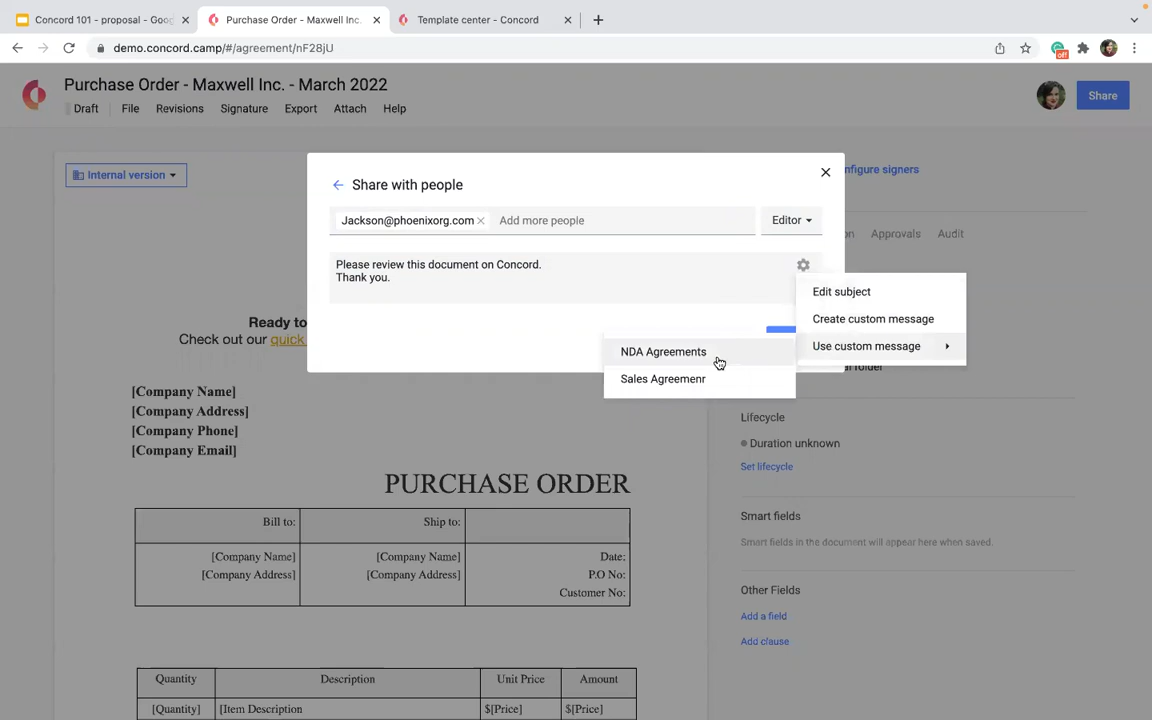 Concord 101 - proposal - Goo
Purchase Order - Maxwell Inc.
Template center - Concord
demo.concord.camp/#/agreement/nF28jU
off
Purchase Order - Maxwell Inc. - March 2022
Draft File Revisions Signature Export Attach Help
Share
Internal version
nfigure signers
Share with people
Jackson@phoenixorg.com Add more people
Editor
on Approvals Audit
Please review this document on Concord.
Thank you.
Edit subject
Create custom message
Use custom message
NDA Agreements
Sales Agreemenr
Ready to
Check out our quick
folder
[Company Name]
[Company Address]
[Company Phone]
[Company Email]
Lifecycle
Duration unknown
Set lifecycle
PURCHASE ORDER
Bill to: Ship to:
[Company Name] [Company Name] Date:
[Company Address] [Company Address] P.O No:
Customer No:
Smart fields
Smart fields in the document will appear here when saved.
Other Fields
Add a field
Add clause
Quantity Description Unit Price Amount
[Quantity] [Item Description $[Price] $[Price]